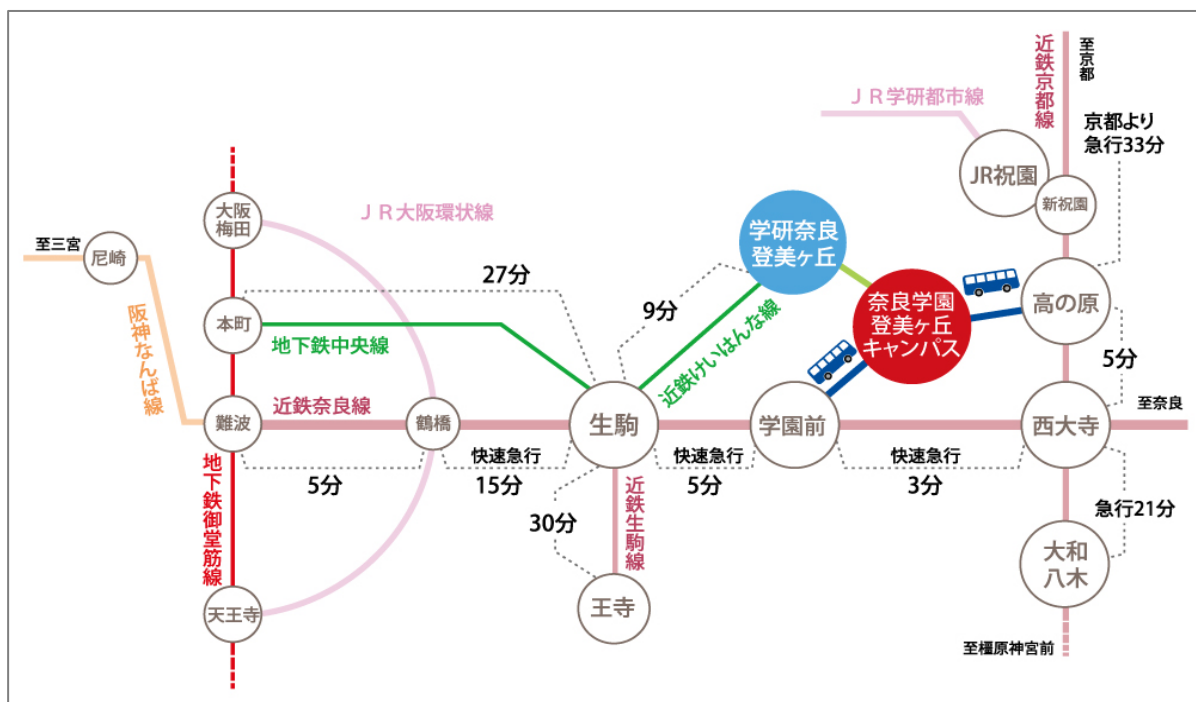 近鉄京都線
至京都
JR学研都市線
京都より
急行33分
JR祝園
新祝園
大阪
梅田
JR大阪環状線
学研奈良
登美ヶ丘
至三宮
尼崎
27分
9分
奈良学園
登美ヶ丘
キャンパス
高の原
本町
地下鉄中央線
近鉄けいはんな線
阪神なんば線
5分
難波
近鉄奈良線
鶴橋
生駒
学園前
西大寺
至奈良
快速急行
快速急行
快速急行
5分
15分
5分
3分
地下鉄御堂筋線
30分
近鉄生駒線
急行21分
大和
八木
天王寺
王寺
至橿原神宮前